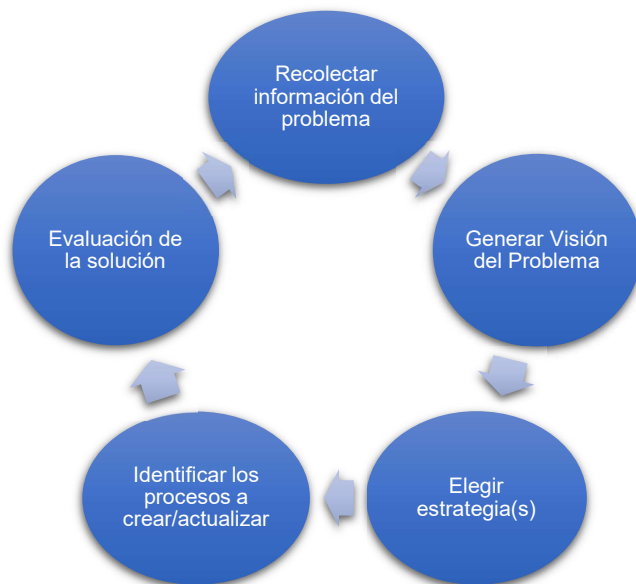 Recolectar
información del
problema
Generar Visión
del Problema
Elegir
estrategia(s)
Identificar los
procesos a
crear/actualizar
Evaluación de
la solución